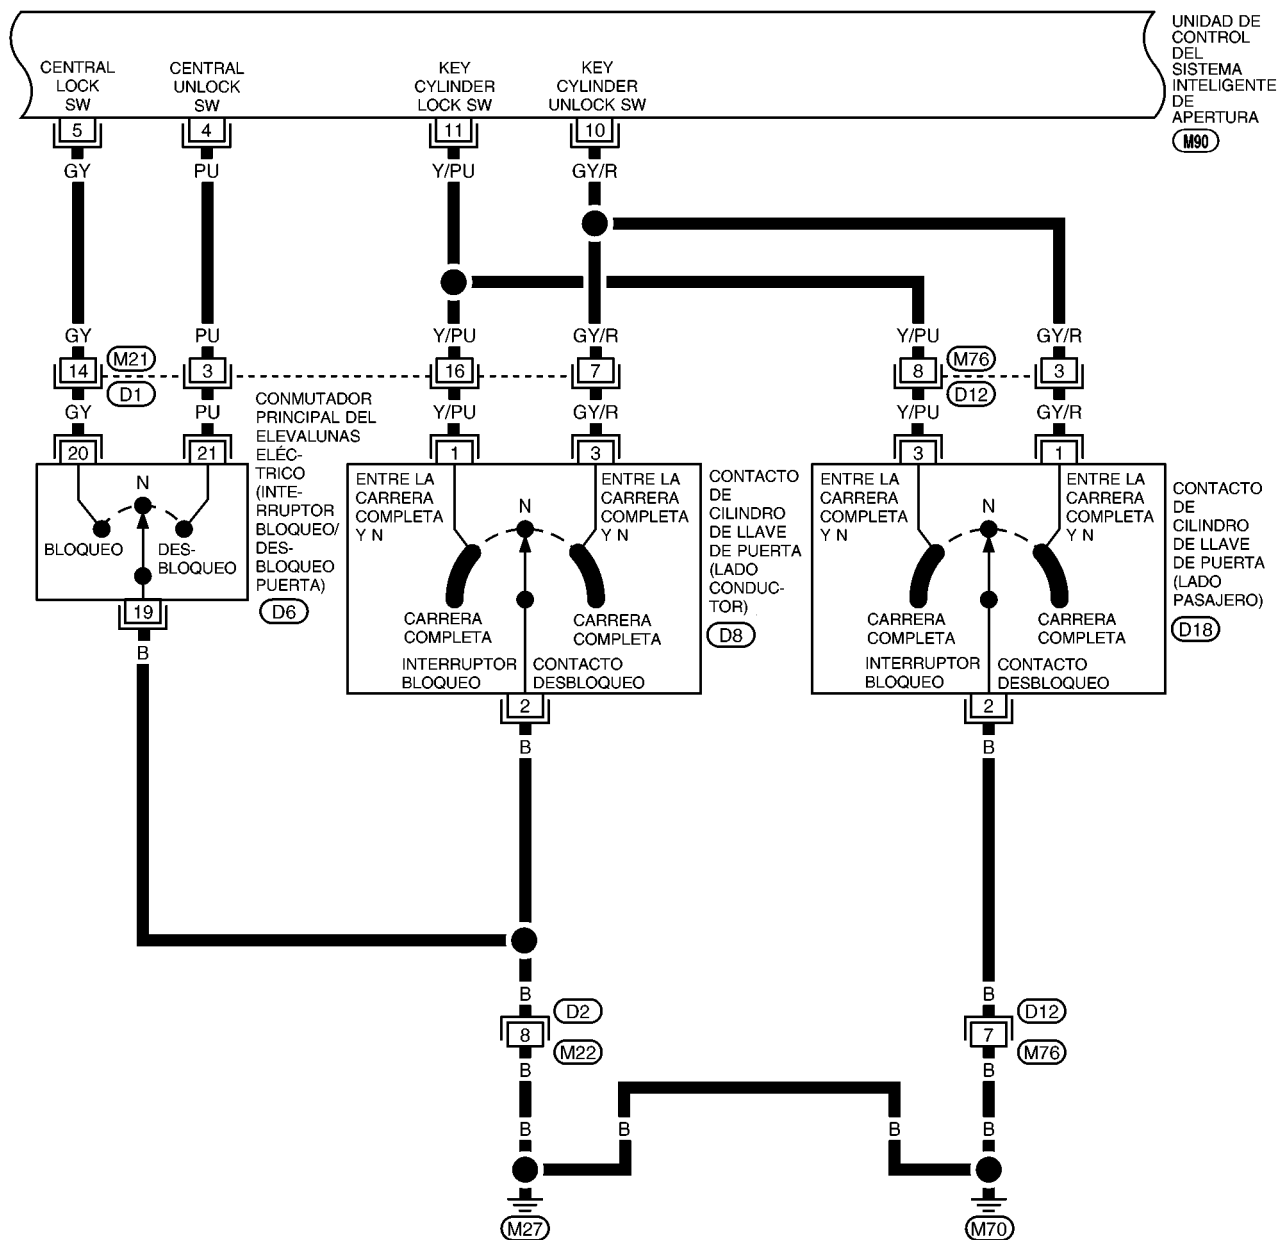 UNIDAD DE
CONTROL
DEL
SISTEMA
INTELIGENTE
DE
APERTURA
M90
CENTRAL
LOCK
SW
CENTRAL
UNLOCK
SW
KEY
CYLINDER
LOCK SW
KEY
CYLINDER
UNLOCK SW
5
4
11
10
GY
PU
Y/PU
GY/R
GY
PU
Y/PU
GY/R
Y/PU
GY/R
14
M21
D1
3
16
7
8
M76
D12
3
GY
PU
Y/PU
GY/R
Y/PU
GY/R
20
21
1
3
3
1
N
BLOQUEO
DES-
BLOQUEO
19
CONMUTADOR
PRINCIPAL DEL
ELEVALUNAS
ELÉC-
TRICO
(INTE-
RRUPTOR
BLOQUEO/
DES-
BLOQUEO
PUERTA)
D6
ENTRE LA
CARRERA
COMPLETA
Y N
N
ENTRE LA
CARRERA
COMPLETA
Y N
CARRERA
COMPLETA
CARRERA
COMPLETA
INTERRUPTOR
BLOQUEO
CONTACTO
DESBLOQUEO
2
CONTACTO
DE
CILINDRO
DE LLAVE
DE PUERTA
(LADO
CONDUC-
TOR)
D8
ENTRE LA
CARRERA
COMPLETA
Y N
N
ENTRE LA
CARRERA
COMPLETA
Y N
CARRERA
COMPLETA
CARRERA
COMPLETA
INTERRUPTOR
BLOQUEO
CONTACTO
DESBLOQUEO
2
CONTACTO
DE
CILINDRO
DE LLAVE
DE PUERTA
(LADO
PASAJERO)
D18
B
B
B
B
B
D2
8
M22
D12
7
M76
B
B
B
B
B
B
M27
M70